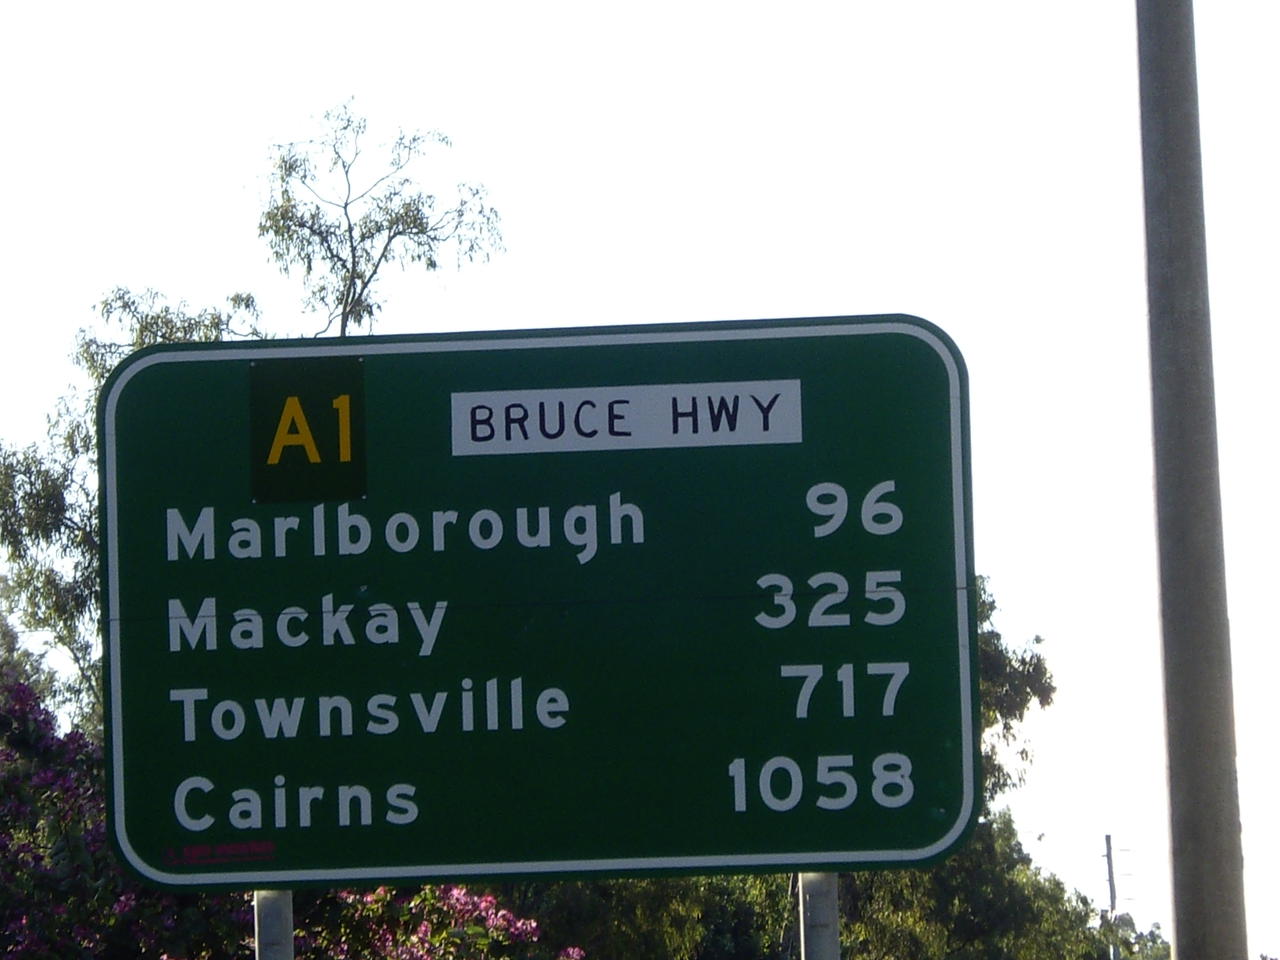 A1 BRUCE HWY
Marlborough 96
Mackay 325
Townsville 717
Cairns 1058